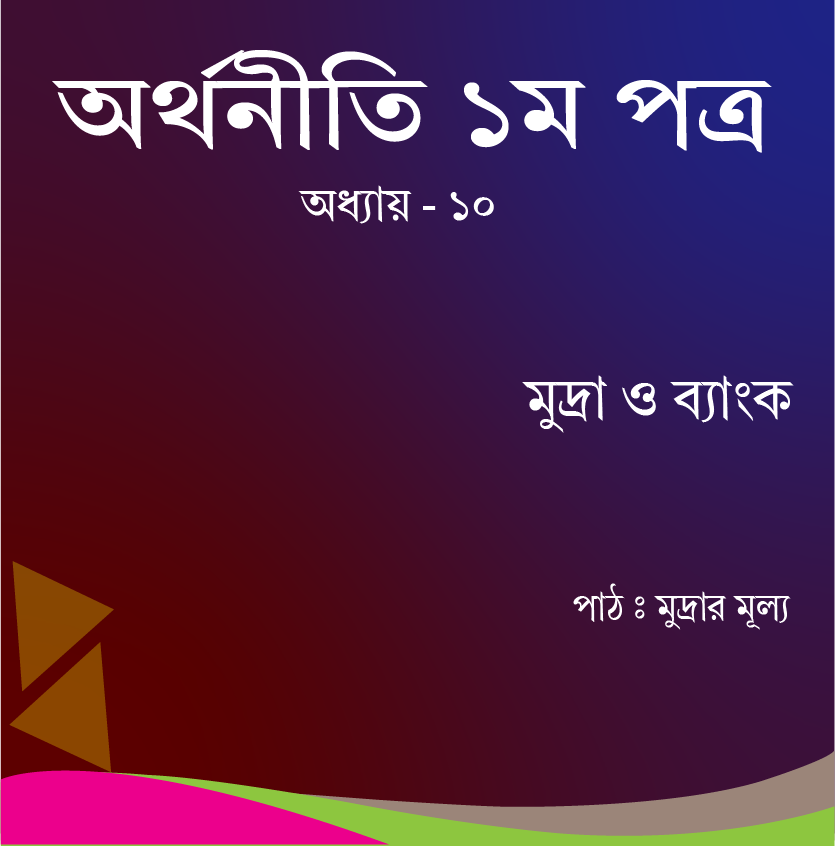 অর্থনীতি ১ম পত্র
অধ্যায় - ১০
মুদ্রা ও ব্যাংক
পাঠ ঃ মুদ্রার মূল্য